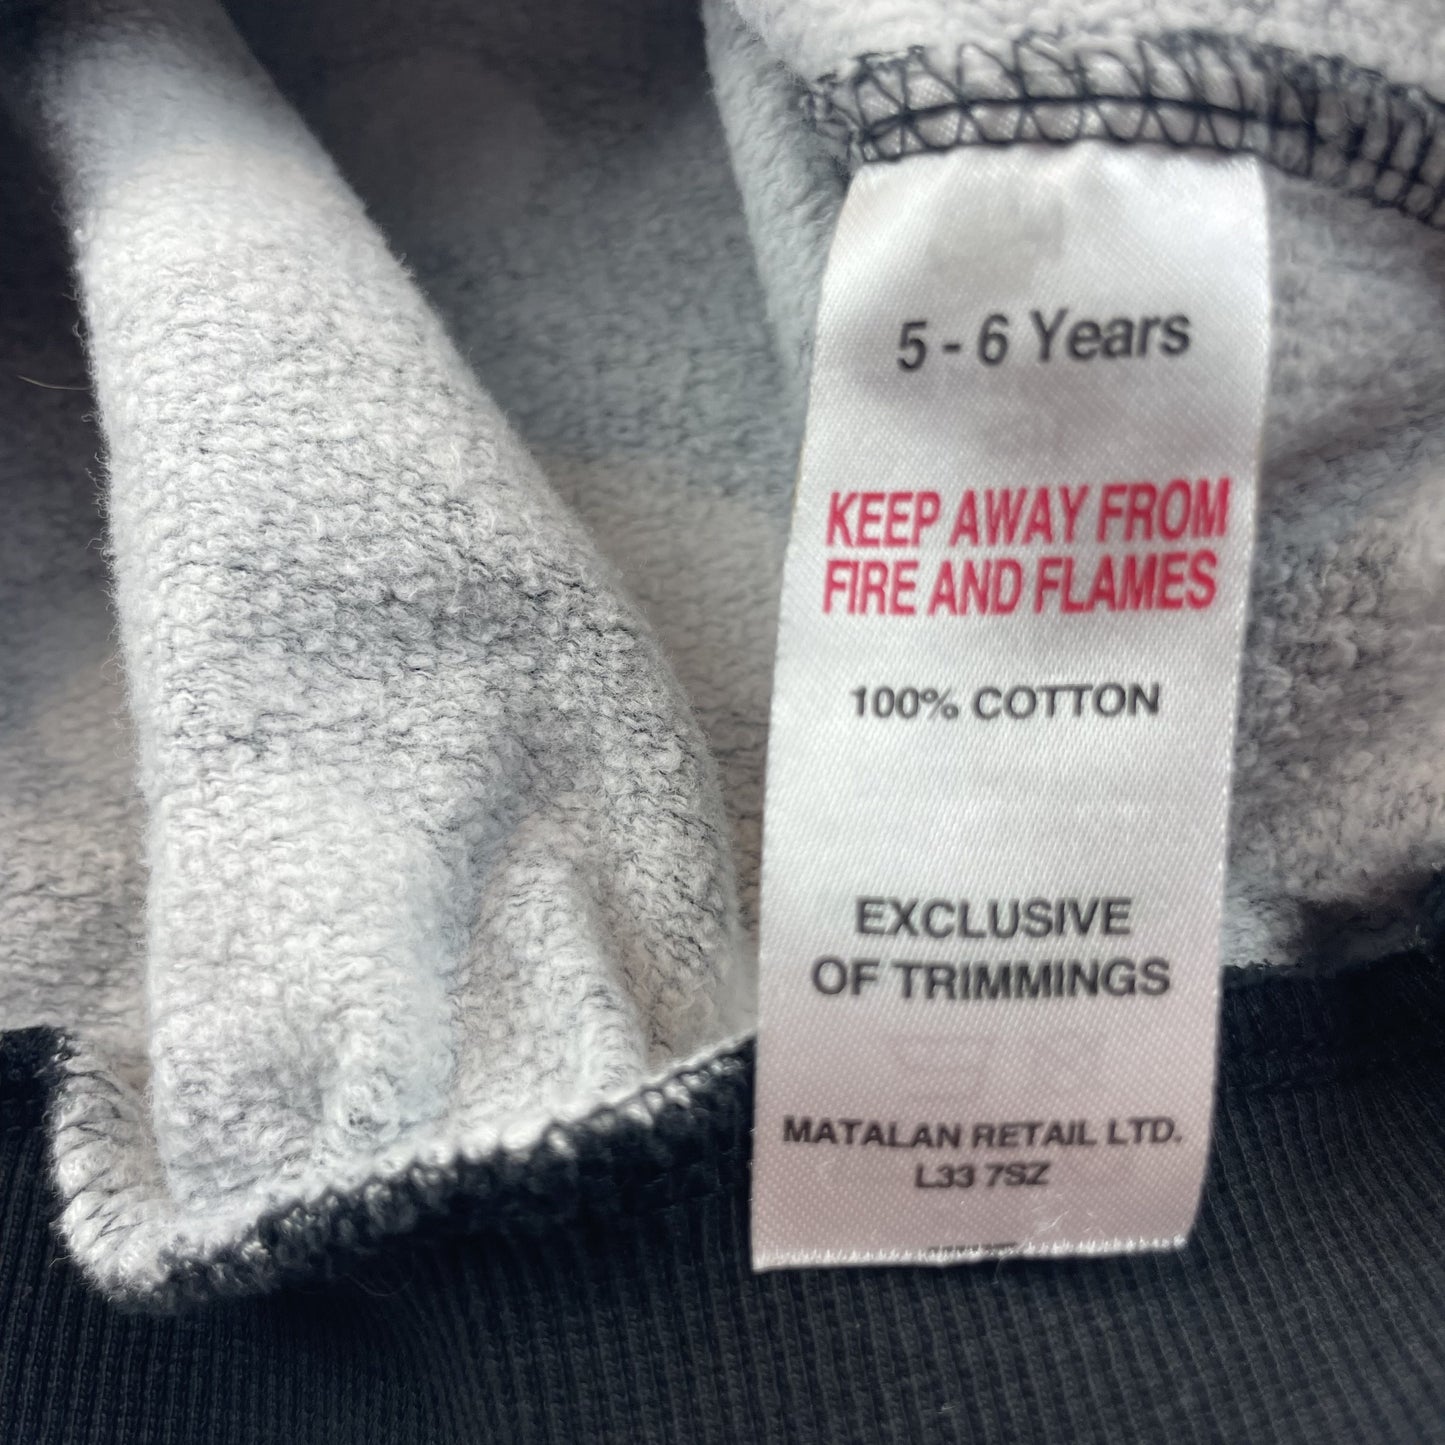 5 - 6 Years
KEEP AWAY FROM
FIRE AND FLAMES
100% COTTON
EXCLUSIVE
OF TRIMMINGS
MATALAN RETAIL LTD.
L33 7SZ